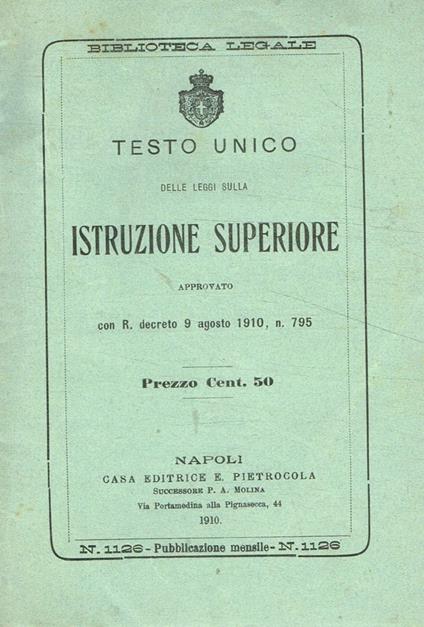 BIBLIOTECA LEGALE
TESTO UNICO
DELLE LEGGI SULLA
ISTRUZIONE SUPERIORE
APPROVATO
con R. decreto 9 agosto 1910, n. 795
Prezzo Cent. 50
NAPOLI
CASA EDITRICE E. PIETROCOLA
SUCCESSORE P. A. MOLINA
Via Portamedina alla Pignasecca, 44
1910.
N. 1126 - Pubblicazione mensile - N. 1126